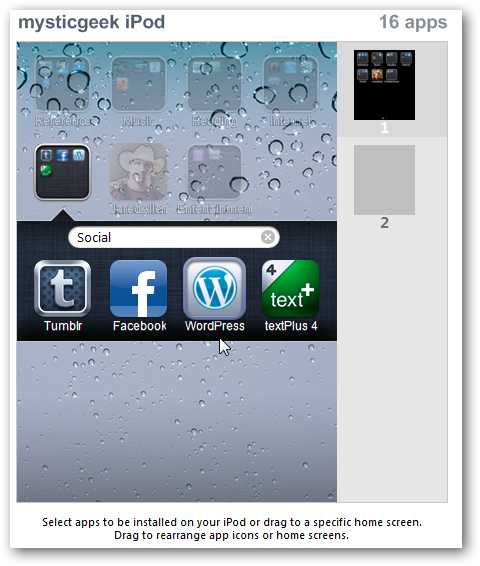 mysticgeek iPod 16 apps
Reference Music Reading Internet
Entertainment
Social
t f W 4 text+
Tumblr Facebook WordPress textPlus 4
1
2
Select apps to be installed on your iPod or drag to a specific home screen.
Drag to rearrange app icons or home screens.